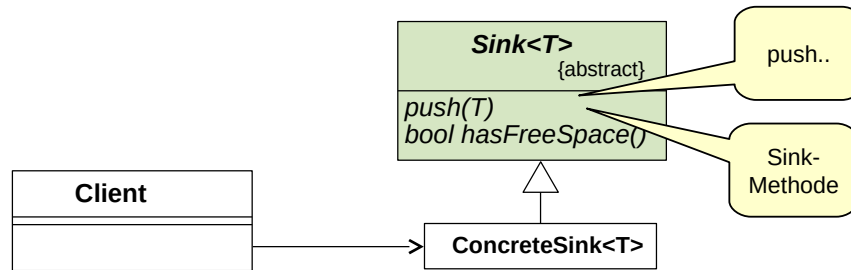 Sink<T>
{abstract}
push(T)
bool hasFreeSpace()
push..
Sink-
Methode
Client
ConcreteSink<T>